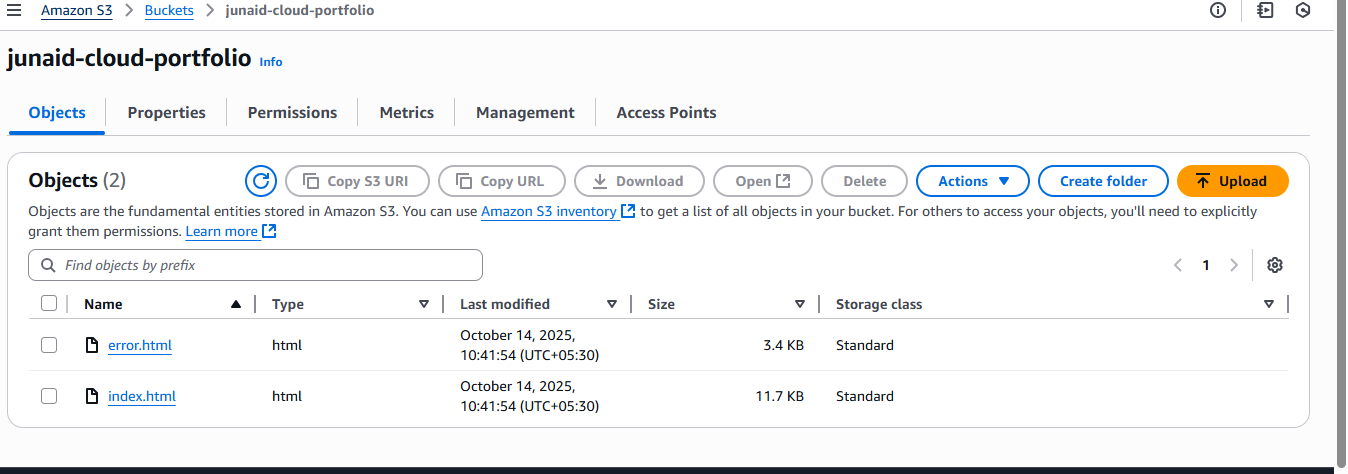 Amazon S3 > Buckets > junaid-cloud-portfolio
junaid-cloud-portfolio Info
Objects Properties Permissions Metrics Management Access Points
Objects (2) Copy S3 URI Copy URL Download Open Delete Actions Create folder Upload
Objects are the fundamental entities stored in Amazon S3. You can use Amazon S3 inventory to get a list of all objects in your bucket. For others to access your objects, you'll need to explicitly
grant them permissions. Learn more
Find objects by prefix 1
Name Type Last modified Size Storage class
error.html html October 14, 2025, 10:41:54 (UTC+05:30) 3.4 KB Standard
index.html html October 14, 2025, 10:41:54 (UTC+05:30) 11.7 KB Standard